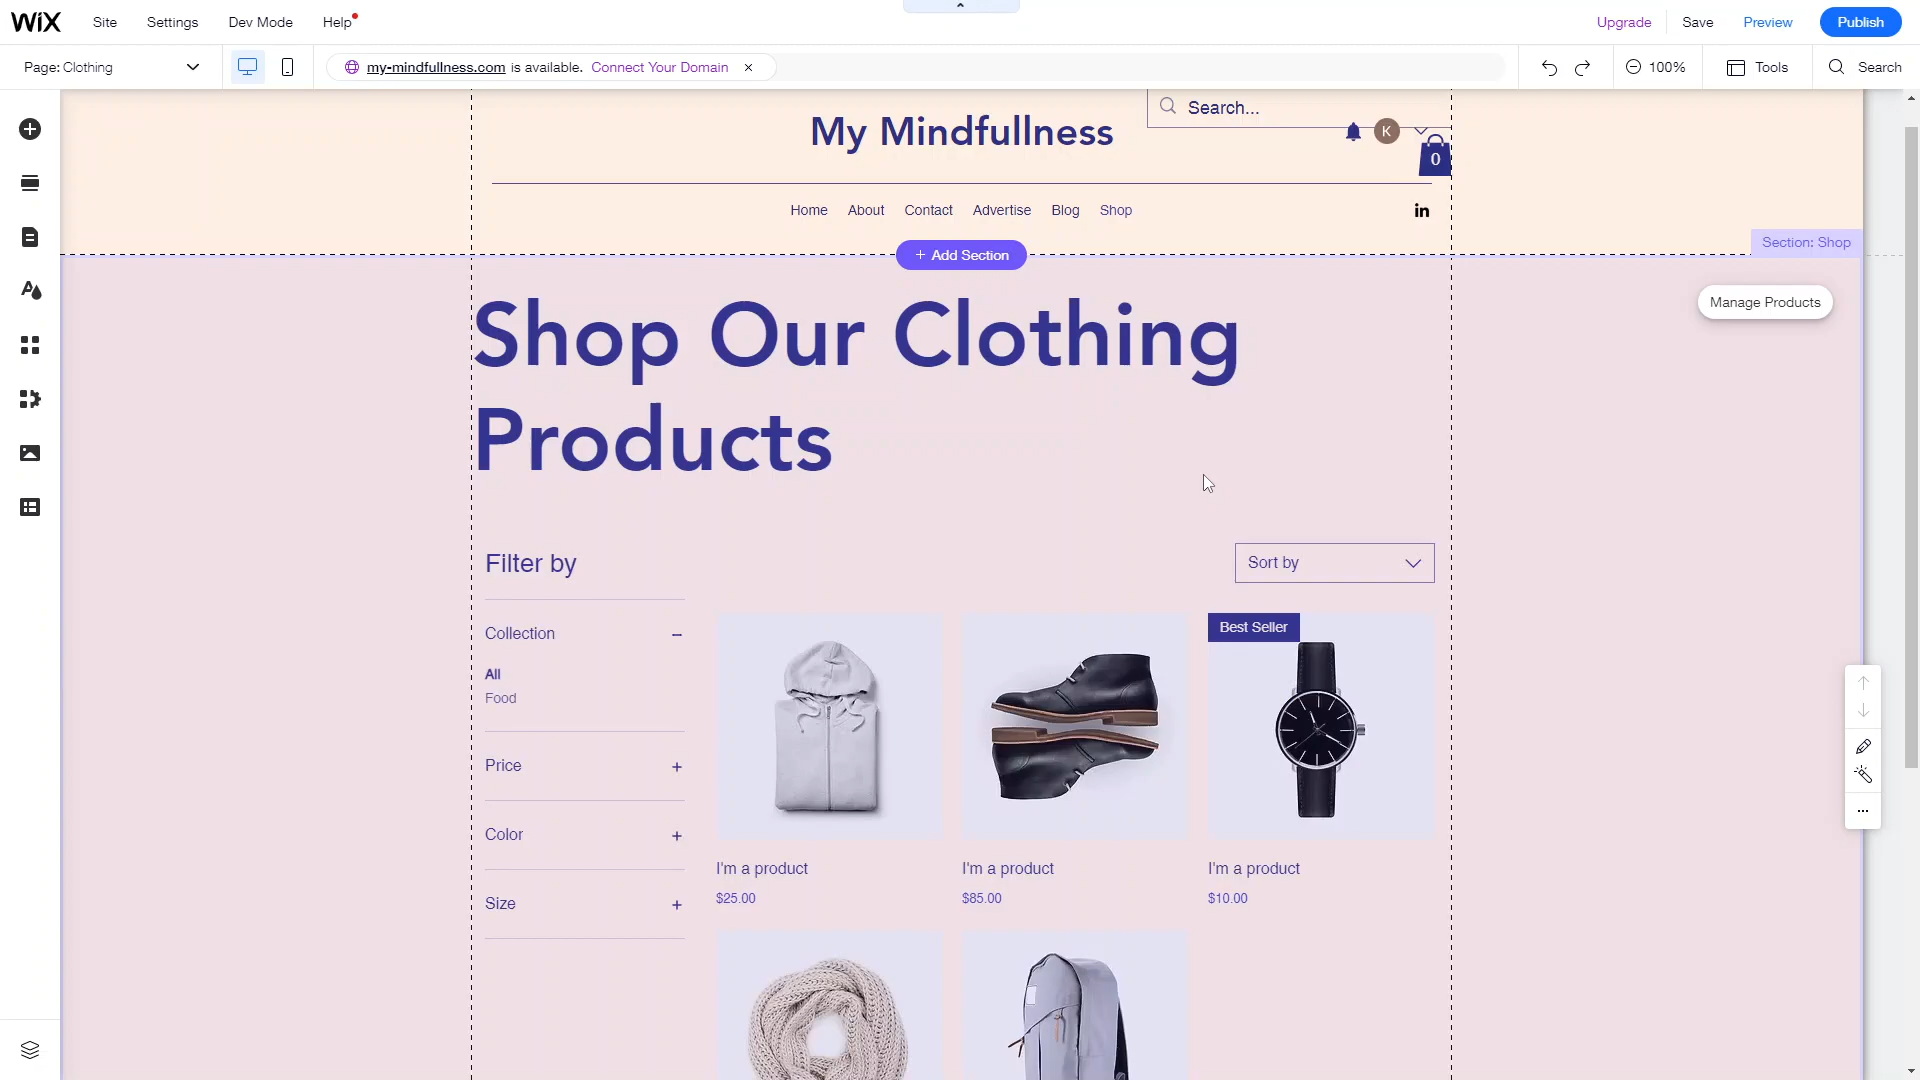 WiX Site Settings Dev Mode Help Upgrade Save Preview Publish
Page: Clothing my-mindfullness.com is available. Connect Your Domain 100% Tools Search
Search...
My Mindfullness K
0
Home About Contact Advertise Blog Shop in
Section: Shop
+ Add Section
Manage Products
Shop Our Clothing
Products
Filter by Sort by
Collection
Best Seller
All
Food
Price
Color
Size
I'm a product I'm a product I'm a product
$25.00 $85.00 $10.00